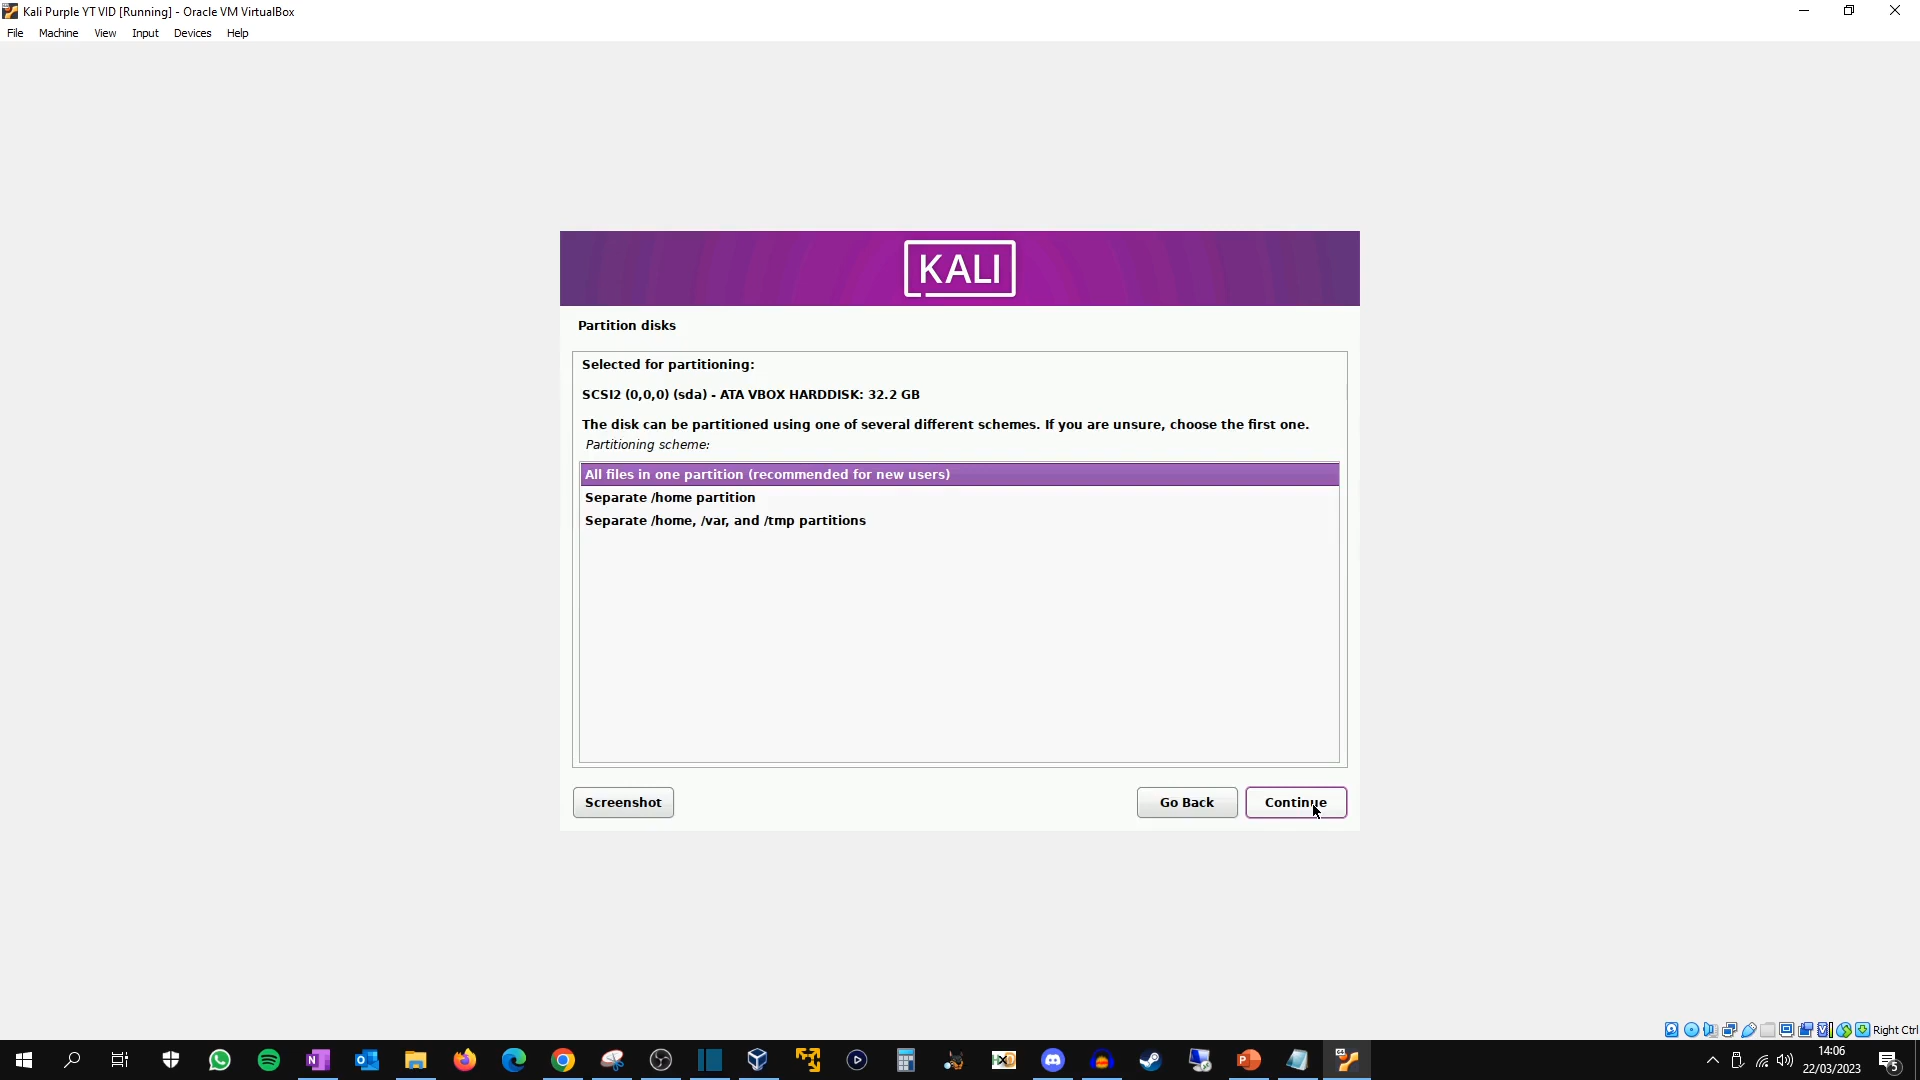 Kali Purple YT VID [Running] - Oracle VM VirtualBox
File Machine View Input Devices Help
KALI
Partition disks
Selected for partitioning:
SCSI2 (0,0,0) (sda) - ATA VBOX HARDDISK: 32.2 GB
The disk can be partitioned using one of several different schemes. If you are unsure, choose the first one.
Partitioning scheme:
All files in one partition (recommended for new users)
Separate /home partition
Separate /home, /var, and /tmp partitions
Screenshot Go Back Continue
Right Ctrl
14:06
22/03/2023
5